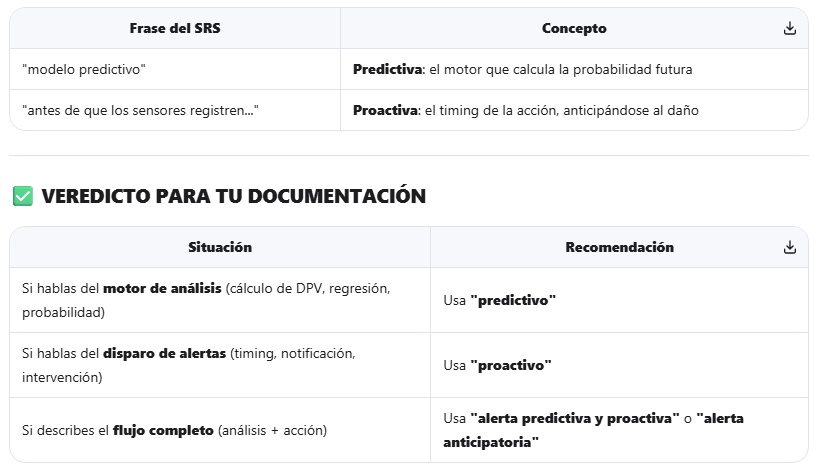 Frase del SRS
Concepto
"modelo predictivo"
Predictiva: el motor que calcula la probabilidad futura
"antes de que los sensores registren..."
Proactiva: el timing de la acción, anticipándose al daño
VEREDICTO PARA TU DOCUMENTACIÓN
Situación
Recomendación
Si hablas del motor de análisis (cálculo de DPV, regresión,
probabilidad)
Usa "predictivo"
Si hablas del disparo de alertas (timing, notificación,
intervención)
Usa "proactivo"
Si describes el flujo completo (análisis + acción)
Usa "alerta predictiva y proactiva" o "alerta
anticipatoria"